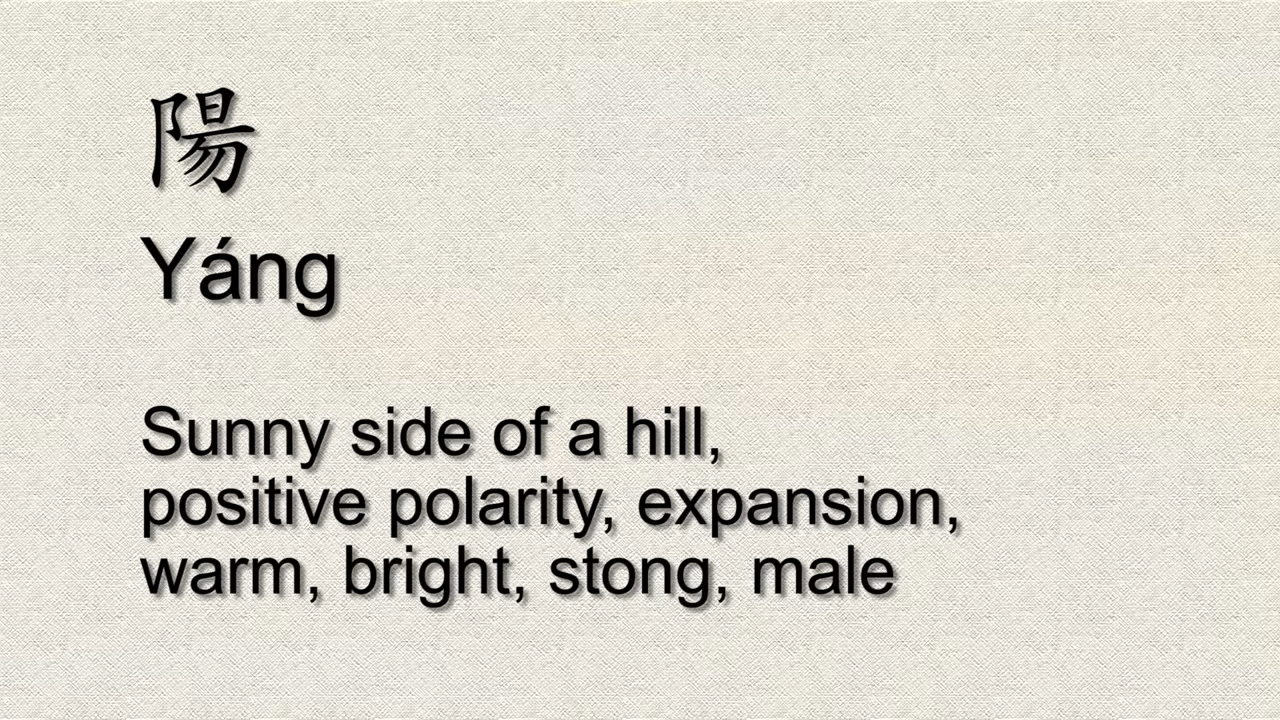 陽
Yáng
Sunny side of a hill,
positive polarity, expansion,
warm, bright, stong, male